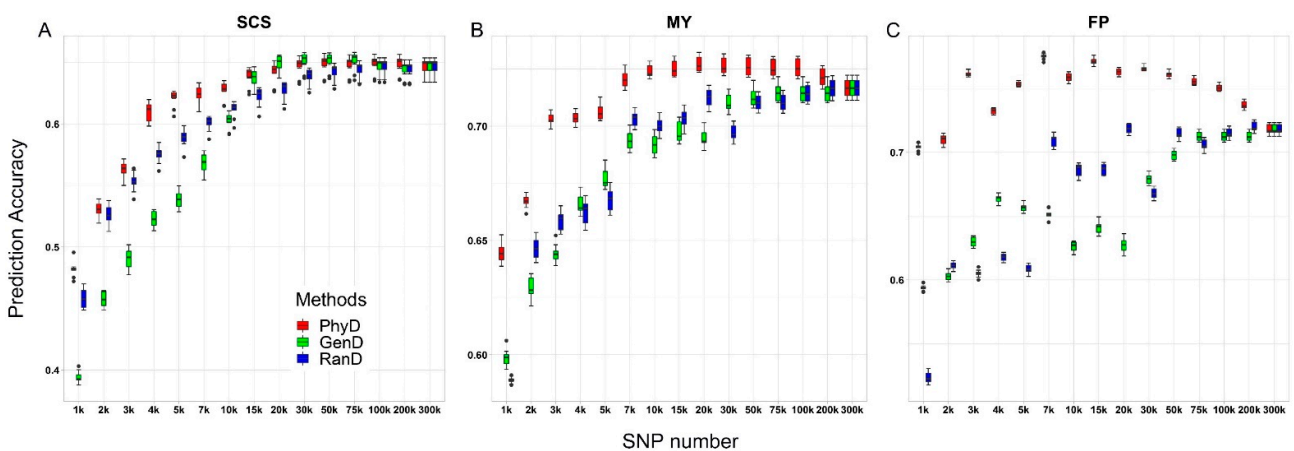 A SCS B MY C FP
Prediction Accuracy
0.6
0.5
0.4
Methods
PhyD
GenD
RanD
1k 2k 3k 4k 5k 7k 10k 15k 20k 30k 50k 75k 100k 200k 300k
0.70
0.65
0.60
1k 2k 3k 4k 5k 7k 10k 15k 20k 30k 50k 75k 100k 200k 300k
0.7
0.6
1k 2k 3k 4k 5k 7k 10k 15k 20k 30k 50k 75k 100k 200k 300k
SNP number